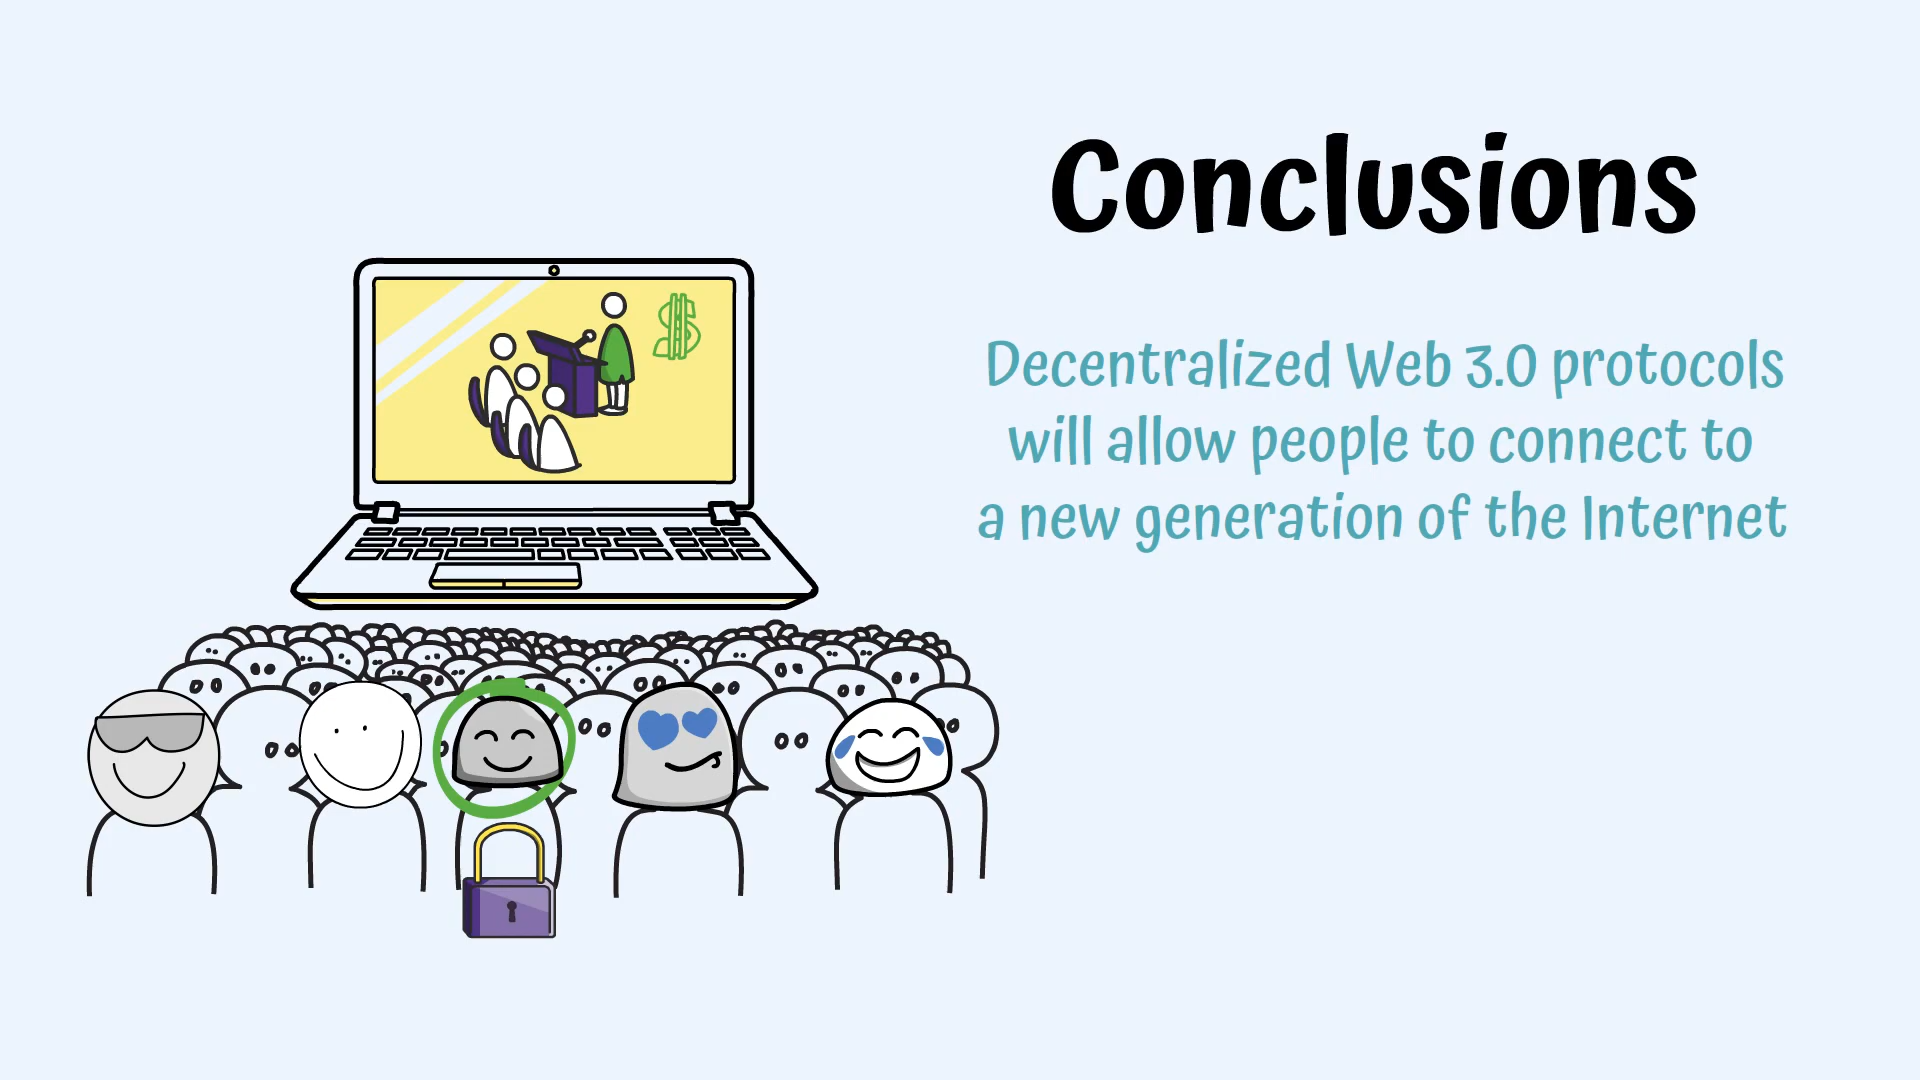 Conclusions
Decentralized Web 3.0 protocols
will allow people to connect to
a new generation of the Internet